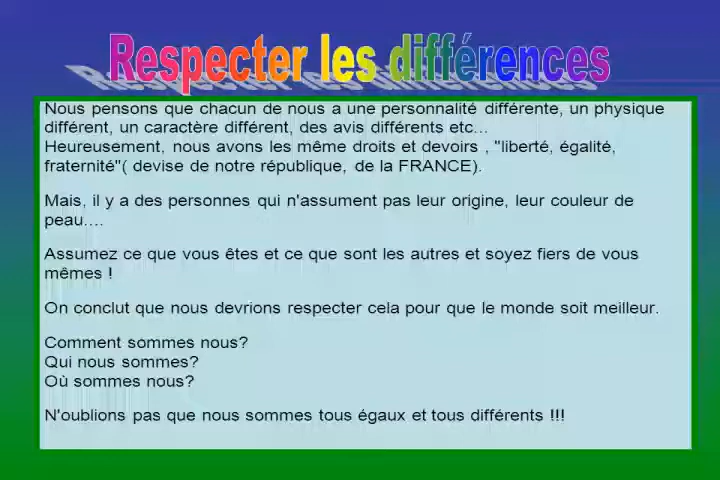 Respecter les différences
Nous pensons que chacun de nous a une personnalité différente, un physique
différent, un caractère différent, des avis différents etc...
Heureusement, nous avons les même droits et devoirs , "liberté, égalité,
fraternité"( devise de notre république, de la FRANCE).
Mais, il y a des personnes qui n'assument pas leur origine, leur couleur de
peau....
Assumez ce que vous êtes et ce que sont les autres et soyez fiers de vous
mêmes !
On conclut que nous devrions respecter cela pour que le monde soit meilleur.
Comment sommes nous?
Qui nous sommes?
Où sommes nous?
N'oublions pas que nous sommes tous égaux et tous différents !!!